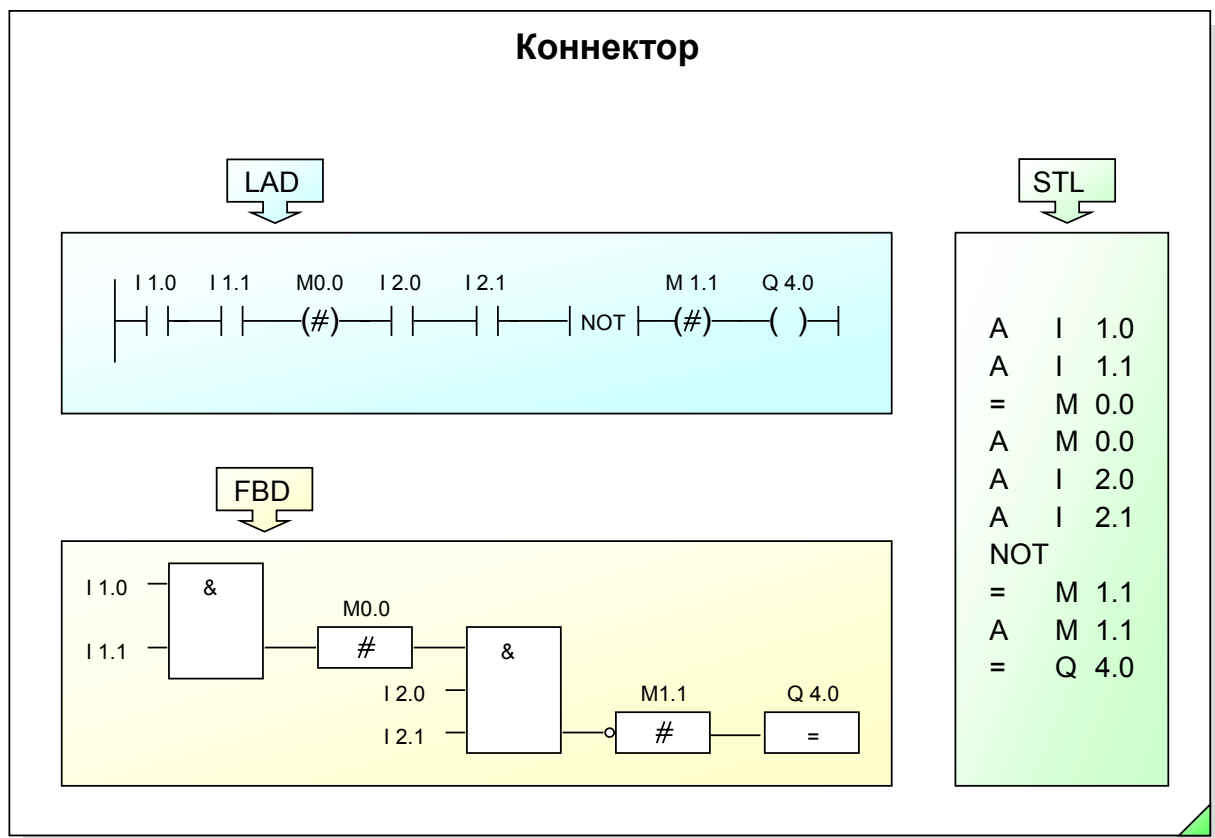 Коннектор
LAD
I 1.0 I 1.1 M0.0 I 2.0 I 2.1 M 1.1 Q 4.0
(#) NOT (#) ( )
FBD
I 1.0 &
I 1.1
M0.0
#
&
I 2.0
I 2.1
M1.1 Q 4.0
# =
STL
A I 1.0
A I 1.1
= M 0.0
A M 0.0
A I 2.0
A I 2.1
NOT
= M 1.1
A M 1.1
= Q 4.0